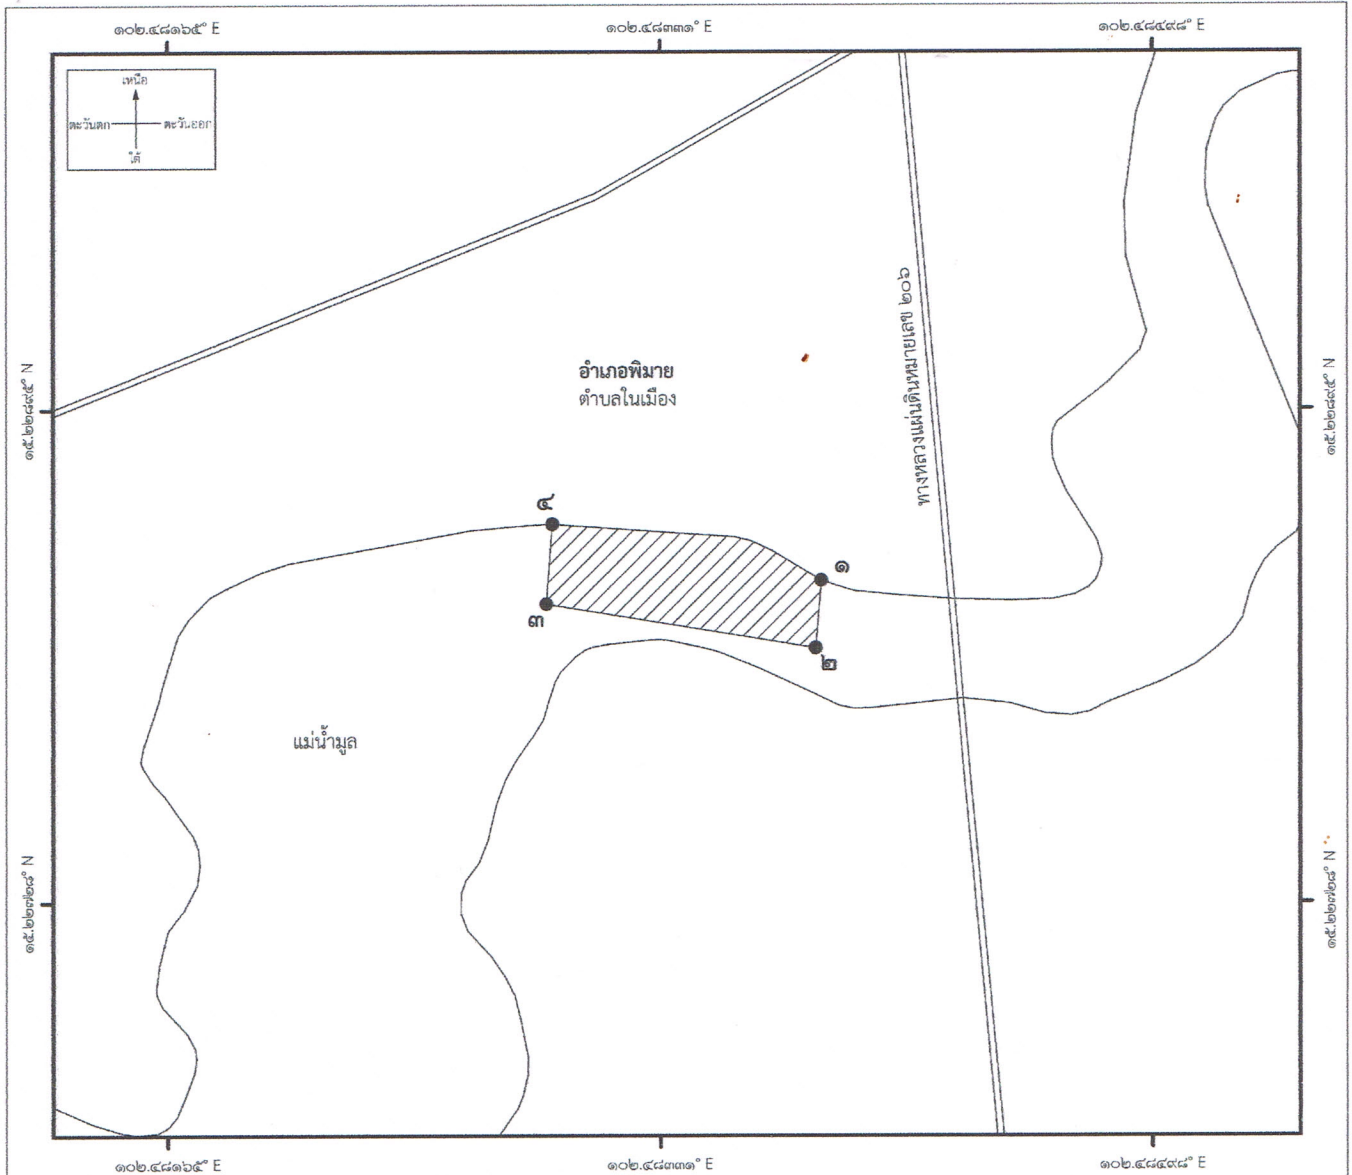 ๑๐๒.๔๘๑๖๕° E
๑๐๒.๔๘๓๓๑° E
๑๐๒.๔๘๔๙๘° E
เหนือ
ตะวันตก
ตะวันออก
ใต้
๑๕.๒๒๘๙๕° N
๑๕.๒๒๘๙๕° N
ทางหลวงแผ่นดินหมายเลข ๒๐๖
อำเภอพิมาย
ตำบลในเมือง
๔
๑
๓
๒
แม่น้ำมูล
๑๕.๒๒๗๒๘° N
๑๕.๒๒๗๒๘° N
๑๐๒.๔๘๑๖๕° E
๑๐๒.๔๘๓๓๑° E
๑๐๒.๔๘๔๙๘° E